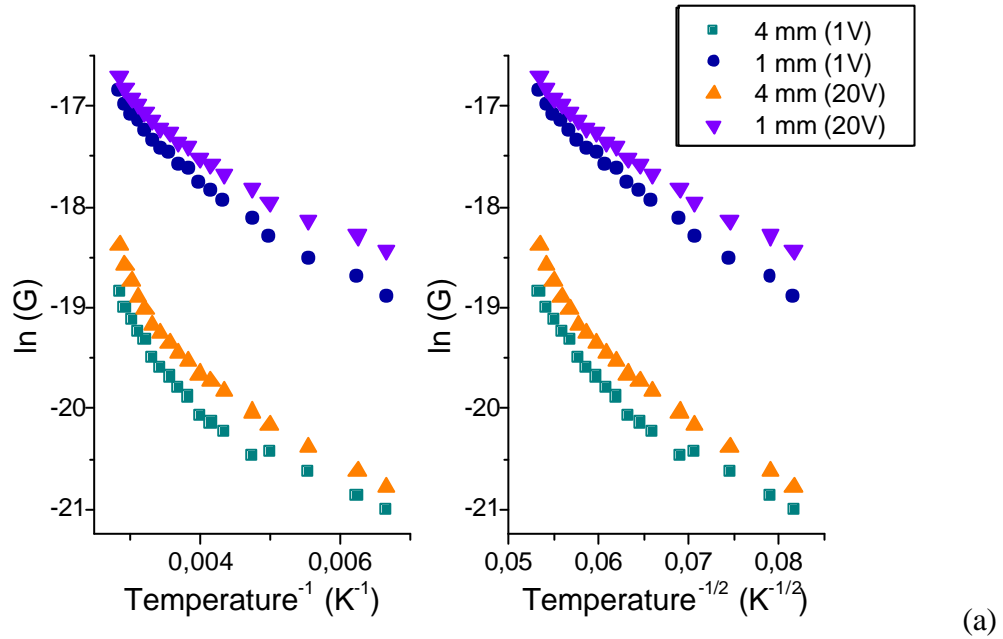 4 mm (1V)
1 mm (1V)
4 mm (20V)
1 mm (20V)
-17
-18
-19
-20
-21
ln (G)
0,004
0,006
Temperature⁻¹ (K⁻¹)
-17
-18
-19
-20
-21
ln (G)
0,05
0,06
0,07
0,08
Temperature⁻¹/² (K⁻¹/²)
(a)